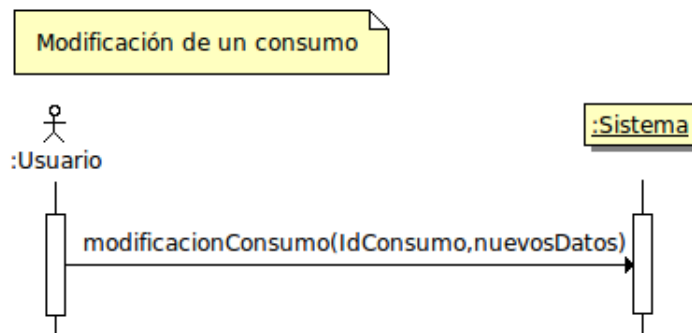 Modificación de un consumo
:Usuario
:Sistema
modificacionConsumo(IdConsumo,nuevosDatos)